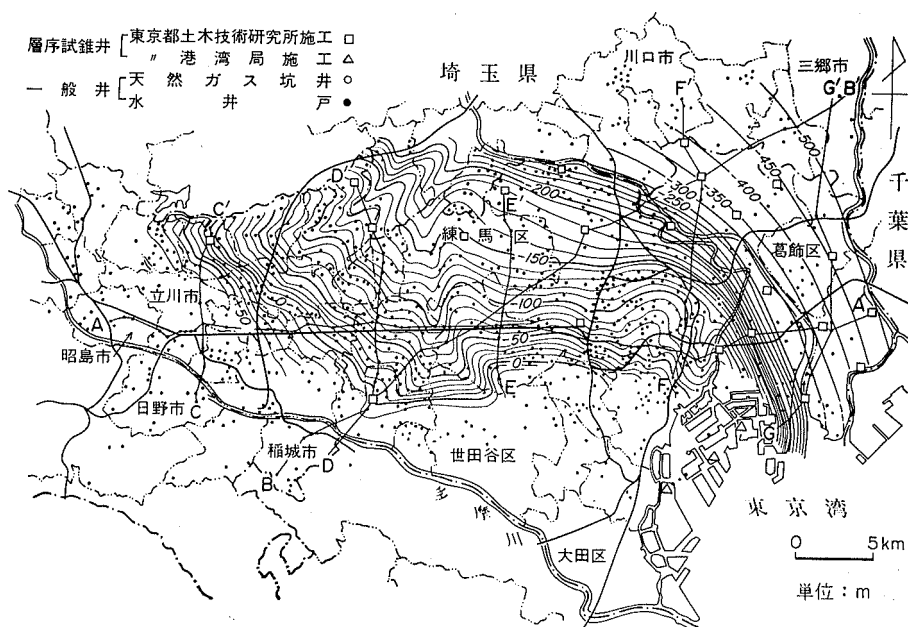 層序試錐井 東京都土木技術研究所施工 □
〃 港湾局施工 △
一般井 天然ガス坑井 ○
水井戸 ●
埼玉県
川口市
三郷市
F'
G' B'
千葉県
D'
C'
E'
200
300
250
350
400
450
500
練馬区
150
葛飾区
立川市
50
0
100
A
A'
昭島市
50
0
日野市
C
E
F
G
稲城市
D
B
世田谷区
多摩川
大田区
東京湾
0 5km
単位：m